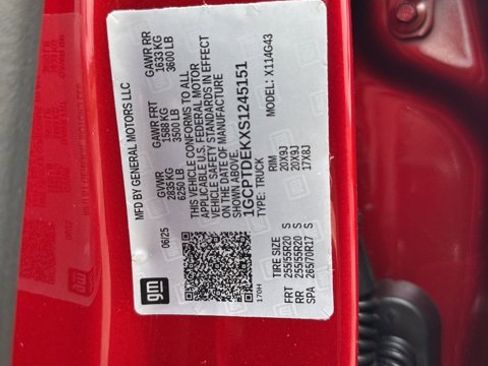 MFD BY GENERAL MOTORS LLC
06/25
GVWR
2835 KG
6250 LB
GAWR FRT
1588 KG
3500 LB
GAWR RR
1633 KG
3600 LB
THIS VEHICLE CONFORMS TO ALL
APPLICABLE U.S. FEDERAL MOTOR
VEHICLE SAFETY STANDARDS IN EFFECT
ON THE DATE OF MANUFACTURE
SHOWN ABOVE.
1GCPTDEKXS1245151
TYPE: TRUCK
MODEL: X114G43
gm
170H
TIRE SIZE RIM
FRT 255/55R20 S 20X9J
RR 255/55R20 S 20X9J
SPA 265/70R17 S 17X8J